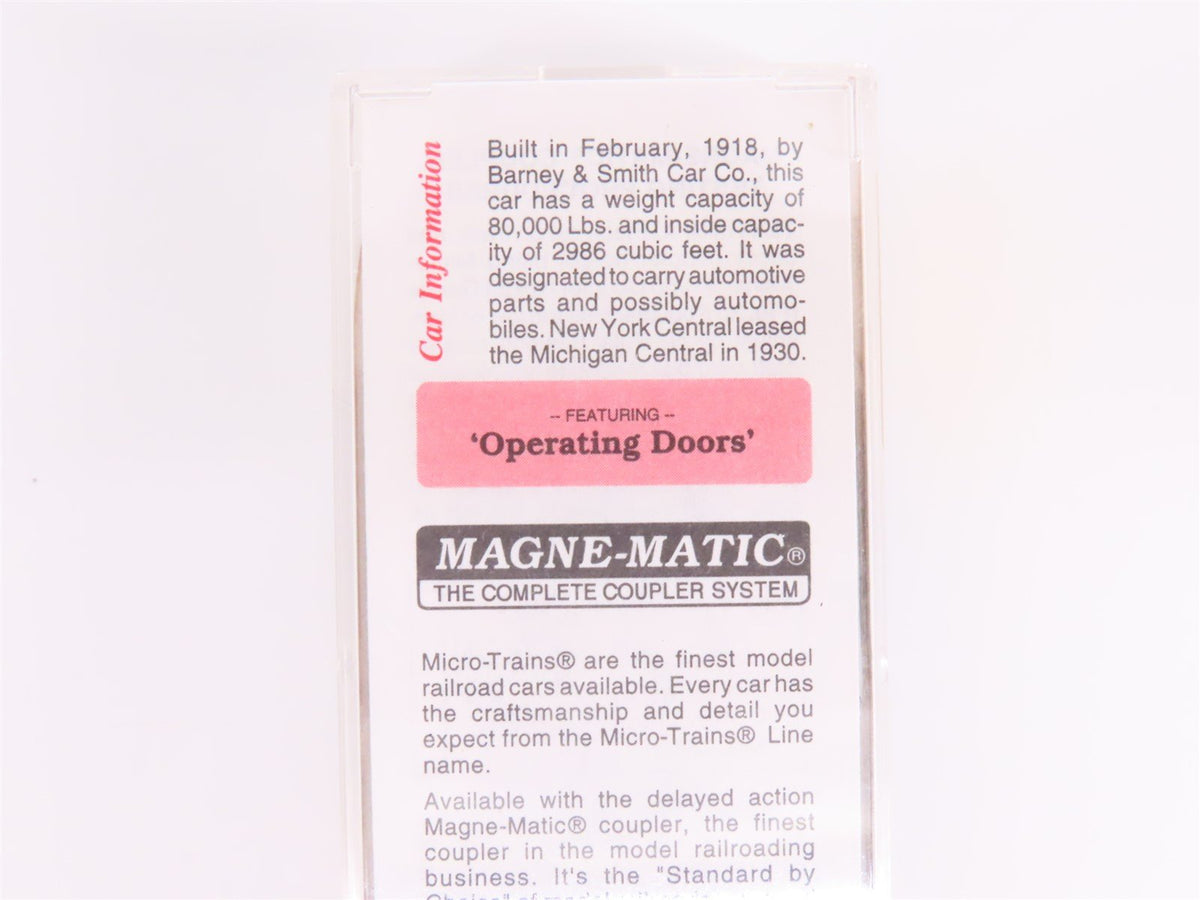 Car Information
Built in February, 1918, by
Barney & Smith Car Co., this
car has a weight capacity of
80,000 Lbs. and inside capac-
ity of 2986 cubic feet. It was
designated to carry automotive
parts and possibly automo-
biles. New York Central leased
the Michigan Central in 1930.
-- FEATURING --
'Operating Doors'
MAGNE-MATIC®
THE COMPLETE COUPLER SYSTEM
Micro-Trains® are the finest model
railroad cars available. Every car has
the craftsmanship and detail you
expect from the Micro-Trains® Line
name.
Available with the delayed action
Magne-Matic® coupler, the finest
coupler in the model railroading
business. It's the "Standard by